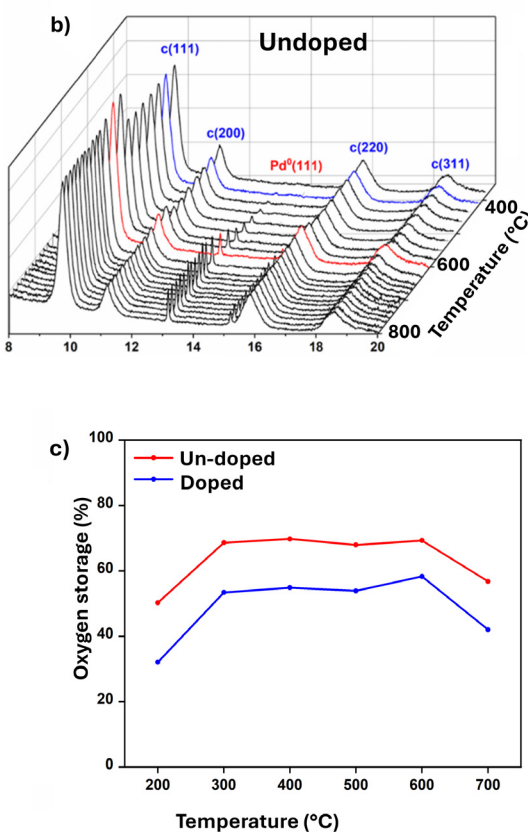 b)
Undoped
c(111)
c(200)
Pd⁰(111)
c(220)
c(311)
400
600
800
Temperature (°C)
8 10 12 14 16 18 20
c)
Un-doped
Doped
100
80
60
40
20
0
Oxygen storage (%)
200 300 400 500 600 700
Temperature (°C)